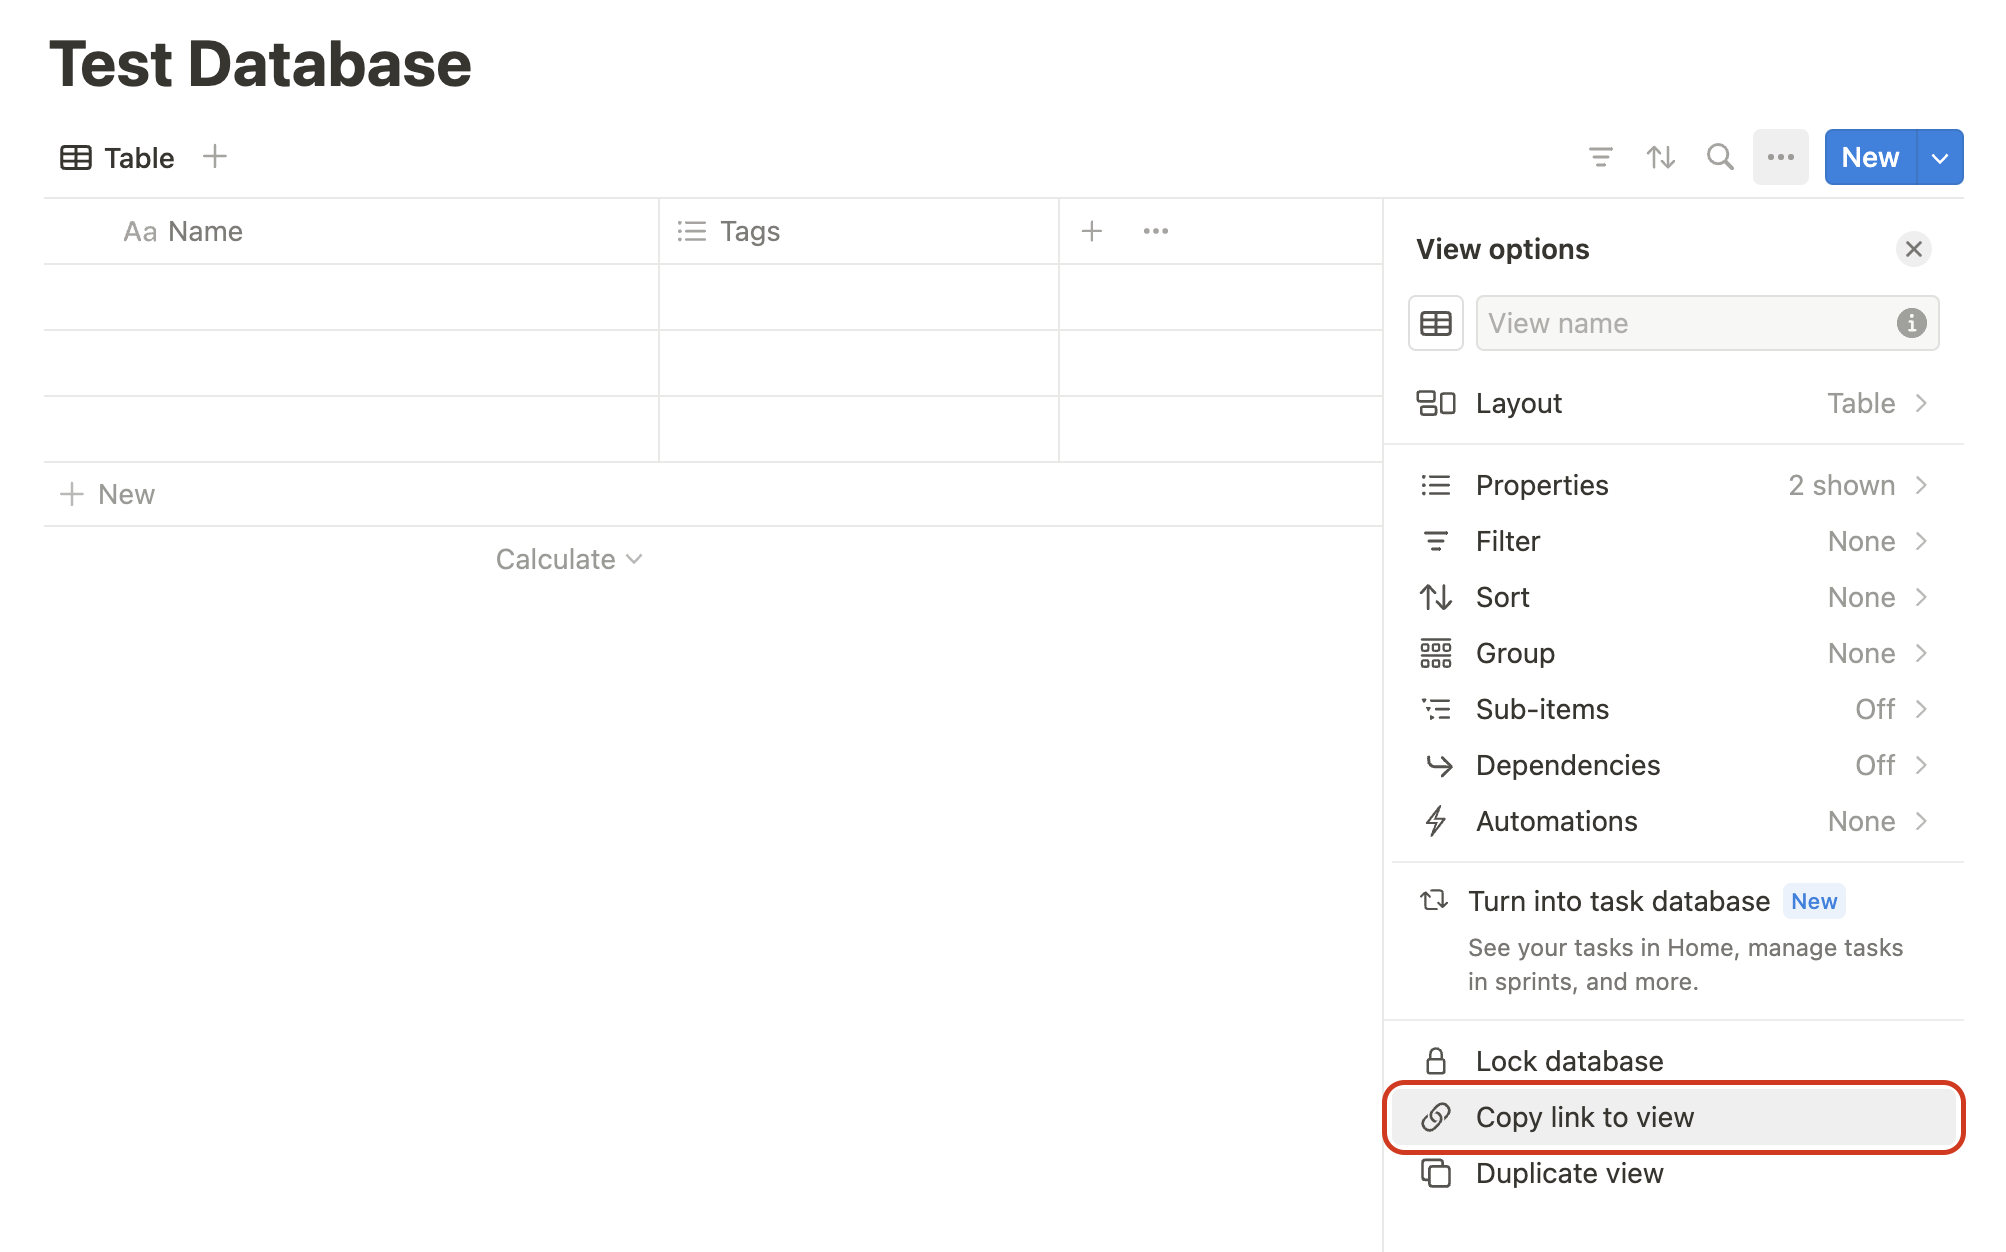 Test Database
Table
New
Aa Name Tags
View options
View name
Layout Table
Properties 2 shown
New
Filter None
Calculate
Sort None
Group None
Sub-items Off
Dependencies Off
Automations None
Turn into task database New
See your tasks in Home, manage tasks
in sprints, and more.
Lock database
Copy link to view
Duplicate view